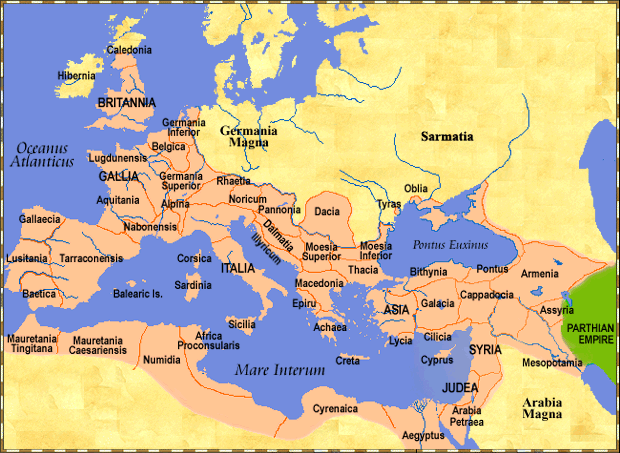 Caledonia
Hibernia
BRITANNIA
Germania
Inferior
Germania
Magna
Sarmatia
Oceanus
Atlanticus
Belgica
Lugdunensis
GALLIA
Germania
Superior
Rhaetia
Aquitania
Alpina
Noricum
Pannonia
Dacia
Oblia
Tyras
Gallaecia
Nabonensis
Dalmatia
Illyricum
Moesia
Superior
Moesia
Inferior
Pontus Euxinus
Lusitania
Tarraconensis
Corsica
ITALIA
Thacia
Bithynia
Pontus
Armenia
Baetica
Balearic Is.
Sardinia
Macedonia
Epiru
ASIA
Galacia
Cappadocia
Assyria
PARTHIAN
EMPIRE
Sicilia
Achaea
Lycia
Cilicia
Mauretania
Tingitana
Mauretania
Caesariensis
Numidia
Africa
Proconsularis
Mare Interum
Creta
Cyprus
SYRIA
Mesopotamia
JUDEA
Cyrenaica
Arabia
Petraea
Arabia
Magna
Aegyptus